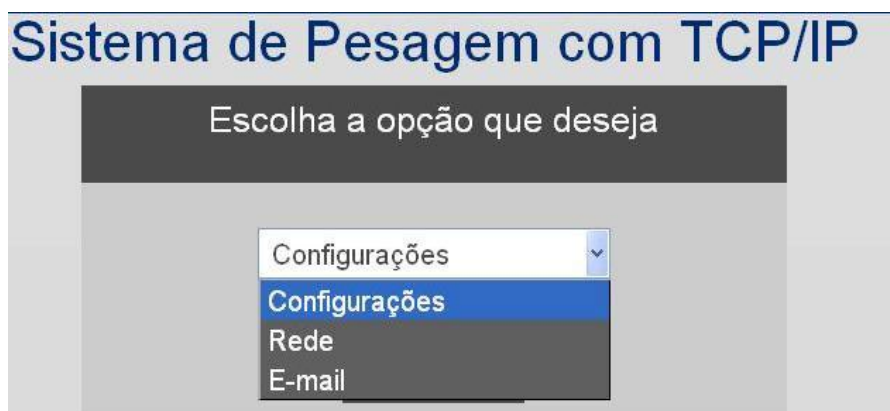 Sistema de Pesagem com TCP/IP
Escolha a opção que deseja
Configurações
Configurações
Rede
E-mail